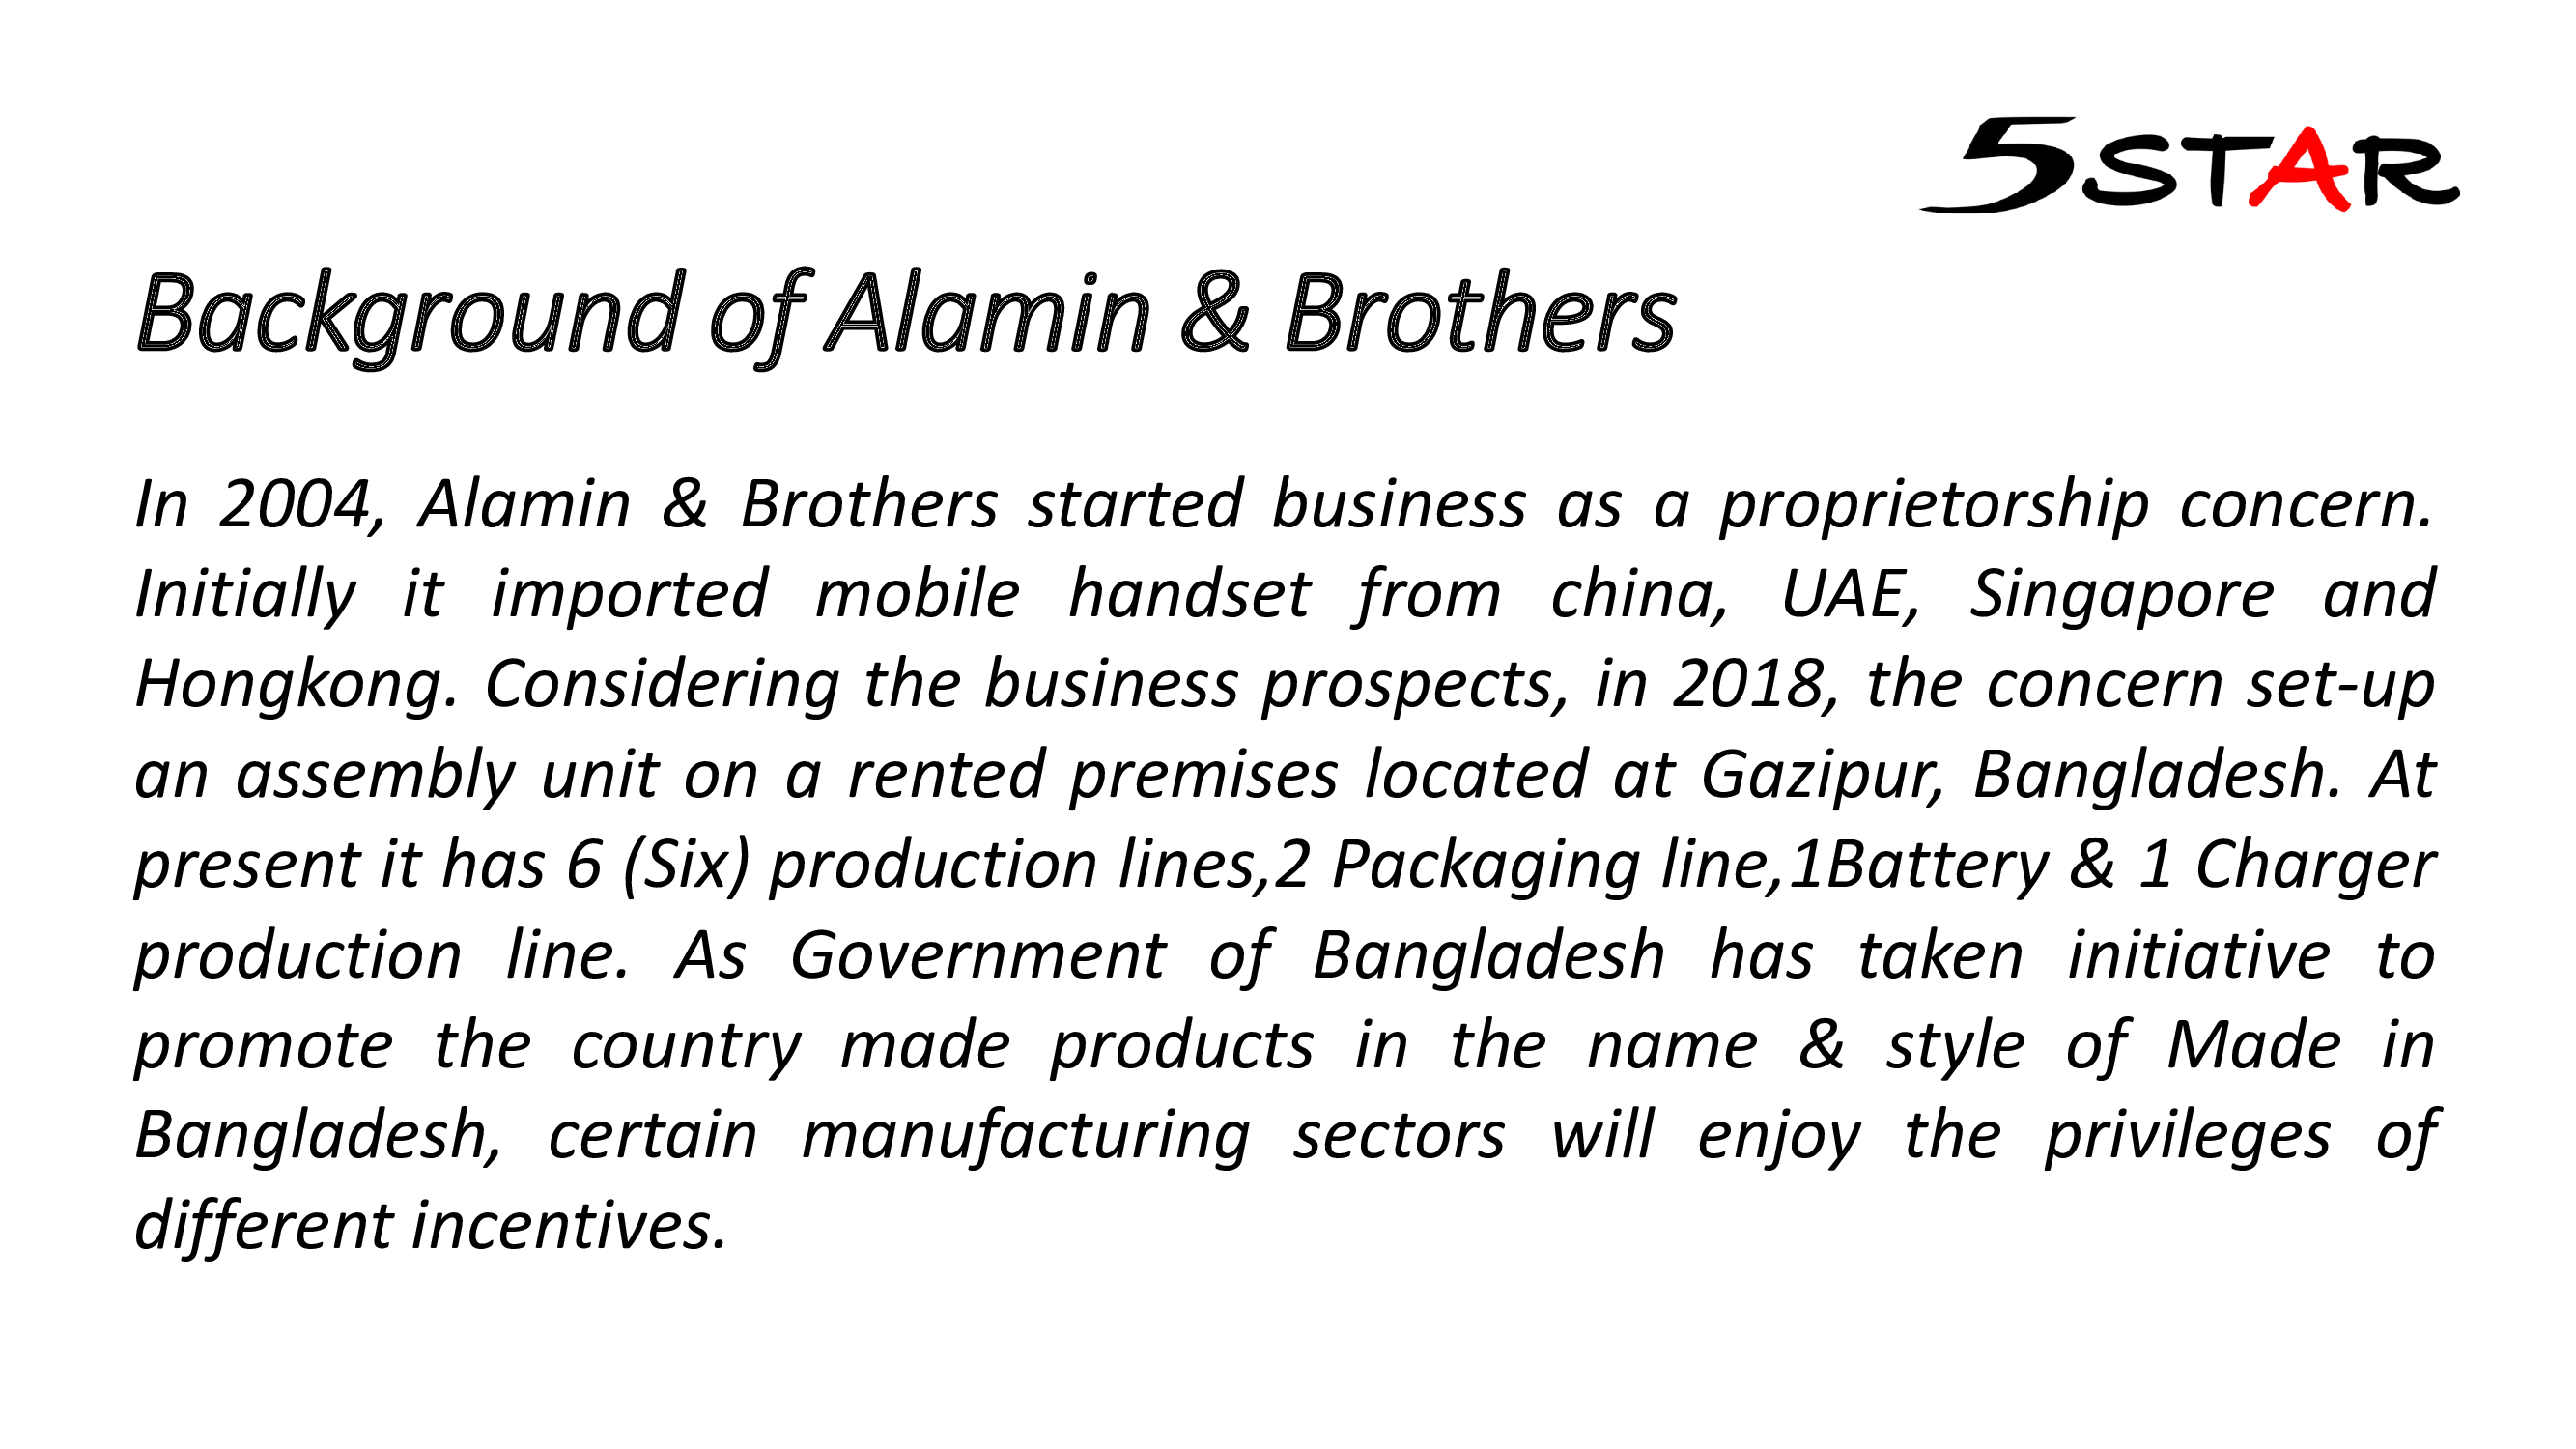 5STAR
Background of Alamin & Brothers
In 2004, Alamin & Brothers started business as a proprietorship concern.
Initially it imported mobile handset from china, UAE, Singapore and
Hongkong. Considering the business prospects, in 2018, the concern set-up
an assembly unit on a rented premises located at Gazipur, Bangladesh. At
present it has 6 (Six) production lines,2 Packaging line,1Battery & 1 Charger
production line. As Government of Bangladesh has taken initiative to
promote the country made products in the name & style of Made in
Bangladesh, certain manufacturing sectors will enjoy the privileges of
different incentives.